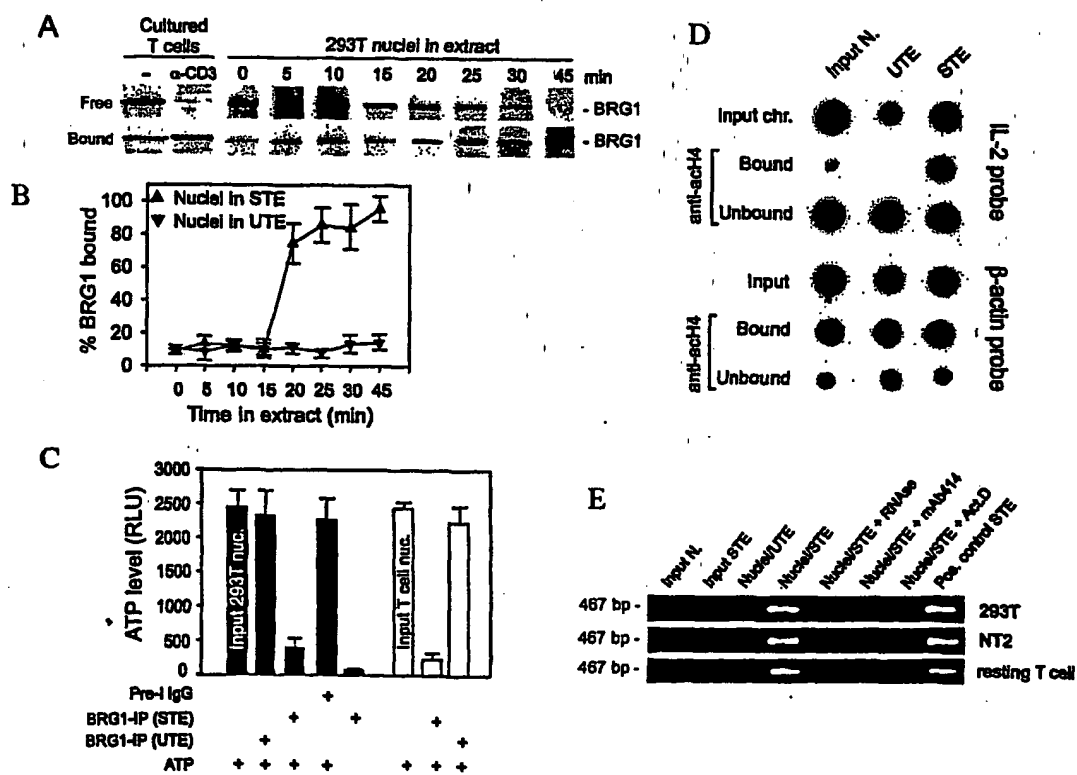 A
Cultured
T cells
293T nuclei in extract
- α-CD3 0 5 10 15 20 25 30 45 min
Free - BRG1
Bound - BRG1
B
% BRG1 bound
100
80
60
40
20
0
Nuclei in STE
Nuclei in UTE
0 5 10 15 20 25 30 45
Time in extract (min)
C
ATP level (RLU)
3000
2500
2000
1500
1000
500
0
Input 293T nuc.
Input T cell nuc.
Pre-I IgG +
BRG1-IP (STE) + + +
BRG1-IP (UTE) + +
ATP + + + + + + +
D
Input N.
UTE
STE
Input chr.
anti-acH4
Bound
Unbound
IL-2 probe
Input
anti-acH4
Bound
Unbound
β-actin probe
E
Input N.
Input STE
Nuclei/UTE
Nuclei/STE
Nuclei/STE + RNAse
Nuclei/STE + mAb414
Nuclei/STE + Act.D
Pos. control STE
467 bp - 293T
467 bp - NT2
467 bp - resting T cell